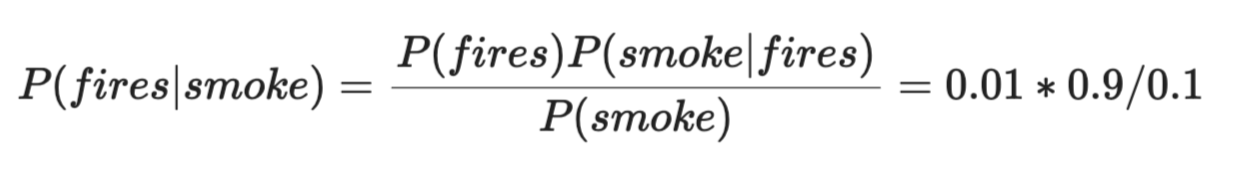 P(fires|smoke) = P(fires)P(smoke|fires) / P(smoke) = 0.01 * 0.9/0.1